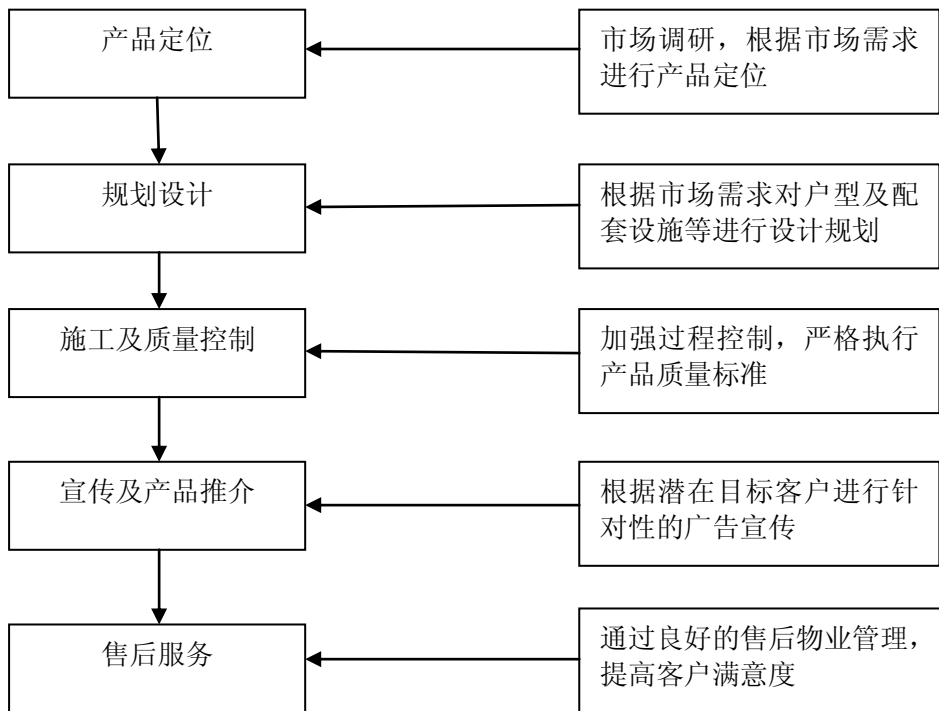 产品定位
市场调研，根据市场需求
进行产品定位
规划设计
根据市场需求对户型及配
套设施等进行设计规划
施工及质量控制
加强过程控制，严格执行
产品质量标准
宣传及产品推介
根据潜在目标客户进行针
对性的广告宣传
售后服务
通过良好的售后物业管理，
提高客户满意度